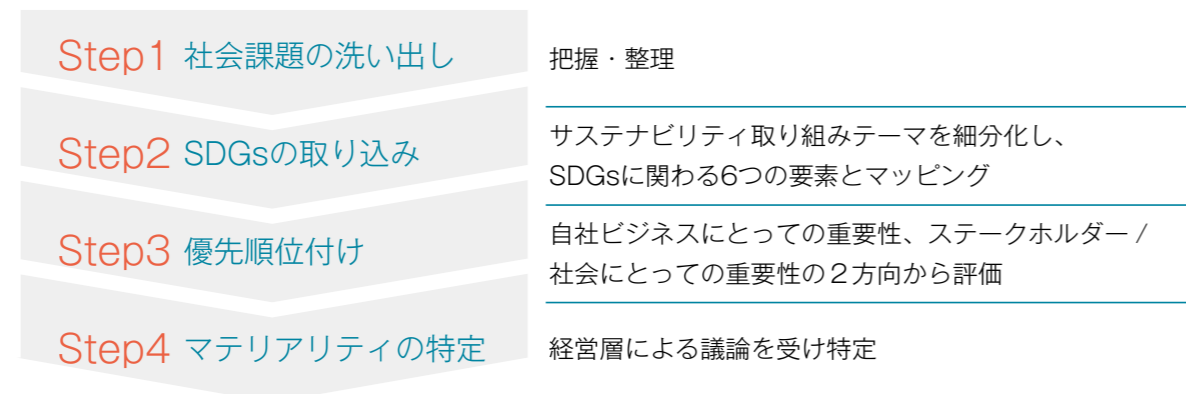 Step1 社会課題の洗い出し
把握・整理
Step2 SDGsの取り込み
サステナビリティ取り組みテーマを細分化し、
SDGsに関わる6つの要素とマッピング
Step3 優先順位付け
自社ビジネスにとっての重要性、ステークホルダー /
社会にとっての重要性の２方向から評価
Step4 マテリアリティの特定
経営層による議論を受け特定